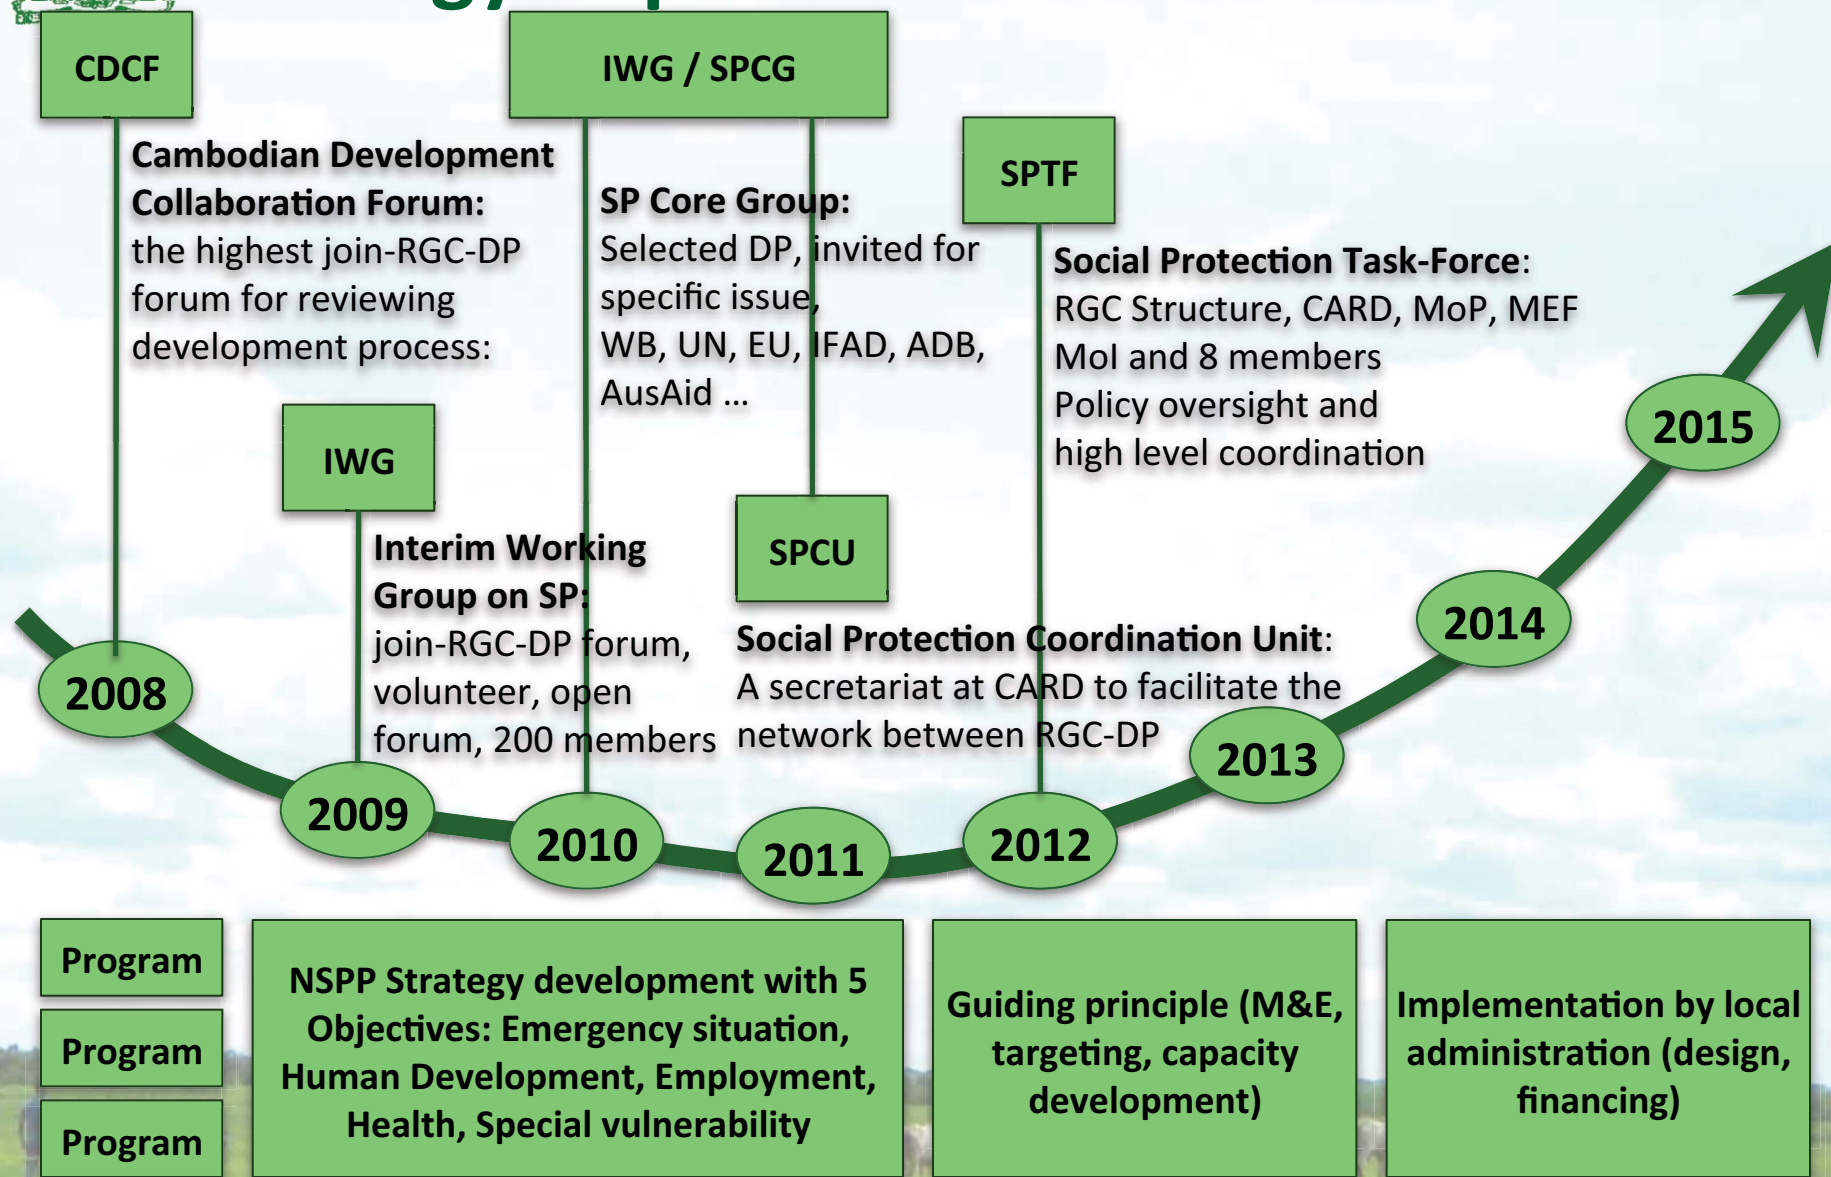 CDCF
Cambodian Development
Collaboration Forum:
the highest join-RGC-DP
forum for reviewing
development process:
IWG
Interim Working
Group on SP:
join-RGC-DP forum,
volunteer, open
forum, 200 members
IWG / SPCG
SP Core Group:
Selected DP, invited for
specific issue,
WB, UN, EU, IFAD, ADB,
AusAid ...
SPCU
Social Protection Coordination Unit:
A secretariat at CARD to facilitate the
network between RGC-DP
SPTF
Social Protection Task-Force:
RGC Structure, CARD, MoP, MEF
MoI and 8 members
Policy oversight and
high level coordination
2008
2009
2010
2011
2012
2013
2014
2015
Program
Program
Program
NSPP Strategy development with 5
Objectives: Emergency situation,
Human Development, Employment,
Health, Special vulnerability
Guiding principle (M&E,
targeting, capacity
development)
Implementation by local
administration (design,
financing)